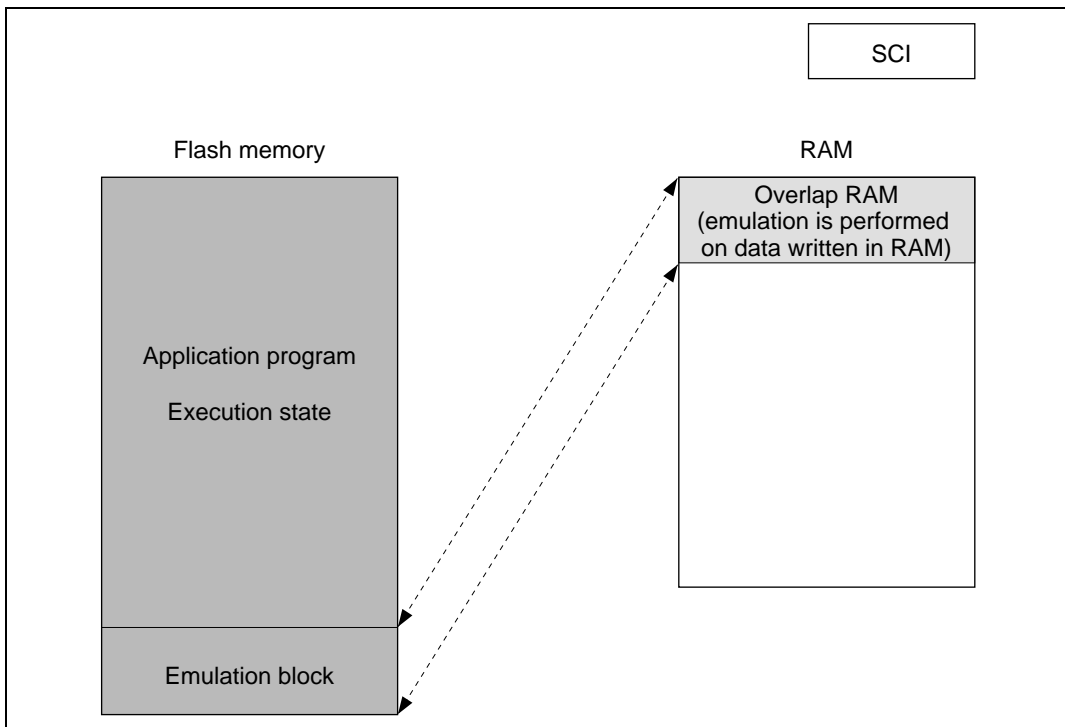 SCI
Flash memory
RAM
Overlap RAM
(emulation is performed
on data written in RAM)
Application program
Execution state
Emulation block